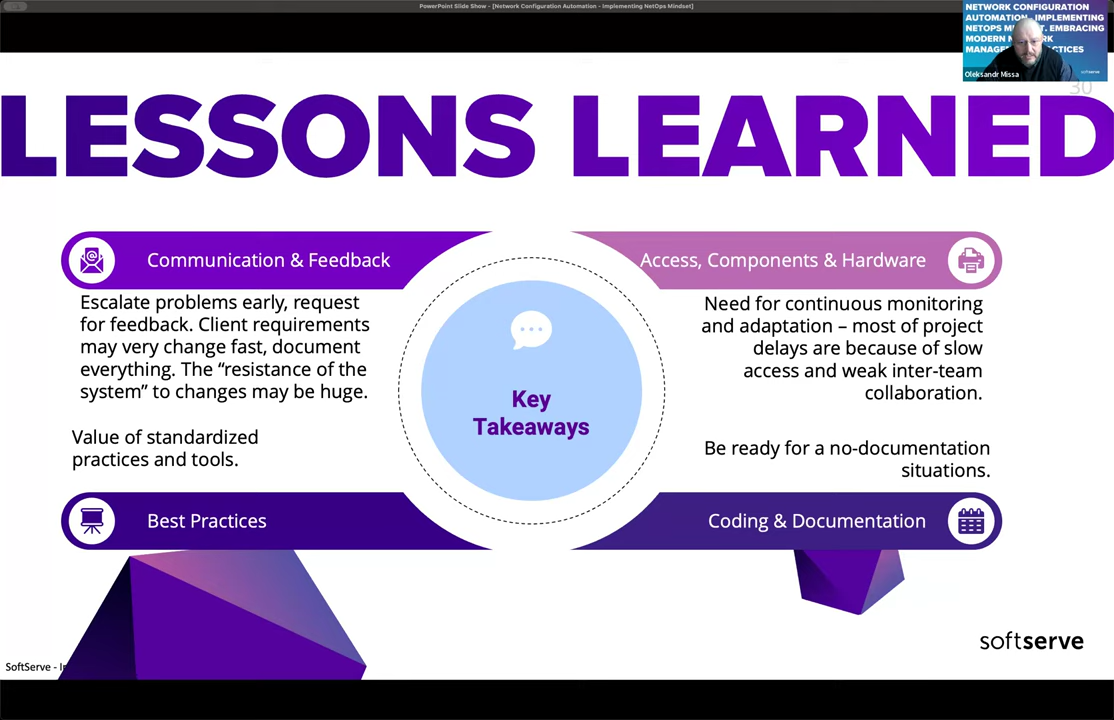 PowerPoint Slide Show - [Network Configuration Automation - Implementing NetOps Mindset]
NETWORK CONFIGURATION
AUTOMATION- IMPLEMENTING
NETOPS EMBRACING
MODERN
Oleksandr Missa
softserve
30
LESSONS LEARNED
Communication & Feedback
Escalate problems early, request
for feedback. Client requirements
may very change fast, document
everything. The “resistance of the
system” to changes may be huge.
Access, Components & Hardware
Need for continuous monitoring
and adaptation – most of project
delays are because of slow
access and weak inter-team
collaboration.
Key
Takeaways
Value of standardized
practices and tools.
Best Practices
Be ready for a no-documentation
situations.
Coding & Documentation
softserve
SoftServe -